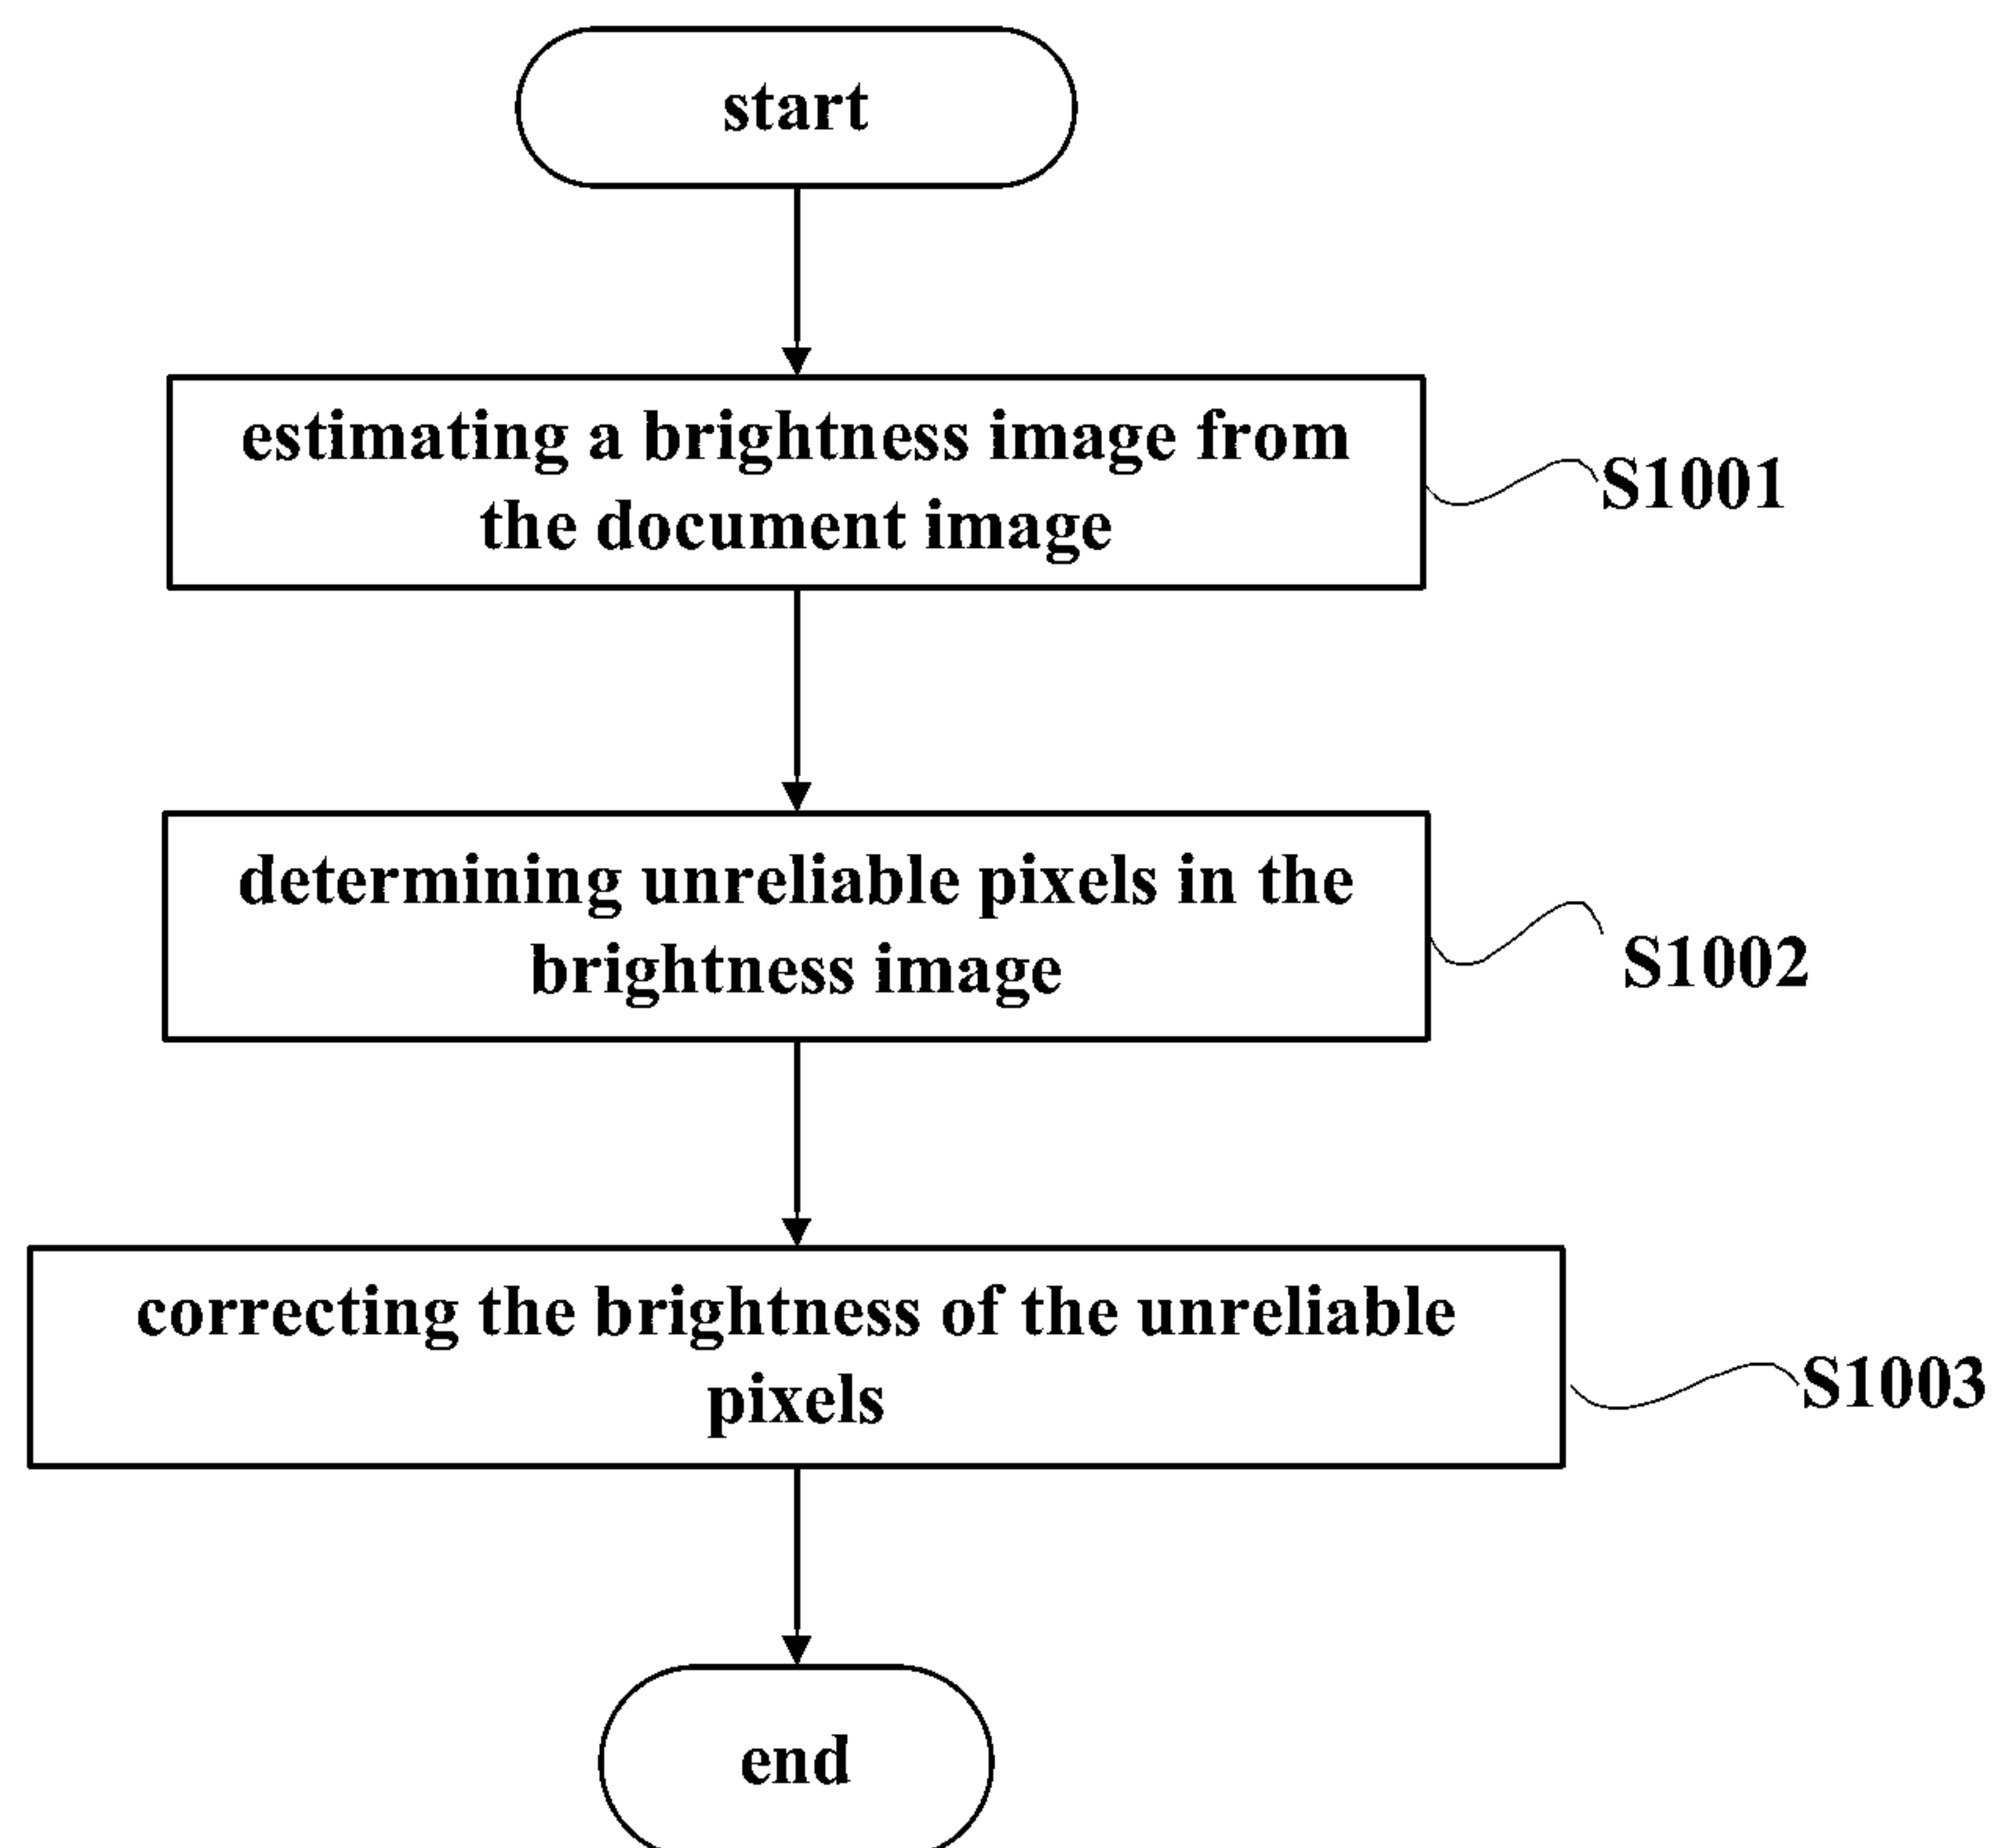 start
estimating a brightness image from
the document image
S1001
determining unreliable pixels in the
brightness image
S1002
correcting the brightness of the unreliable
pixels
S1003
end